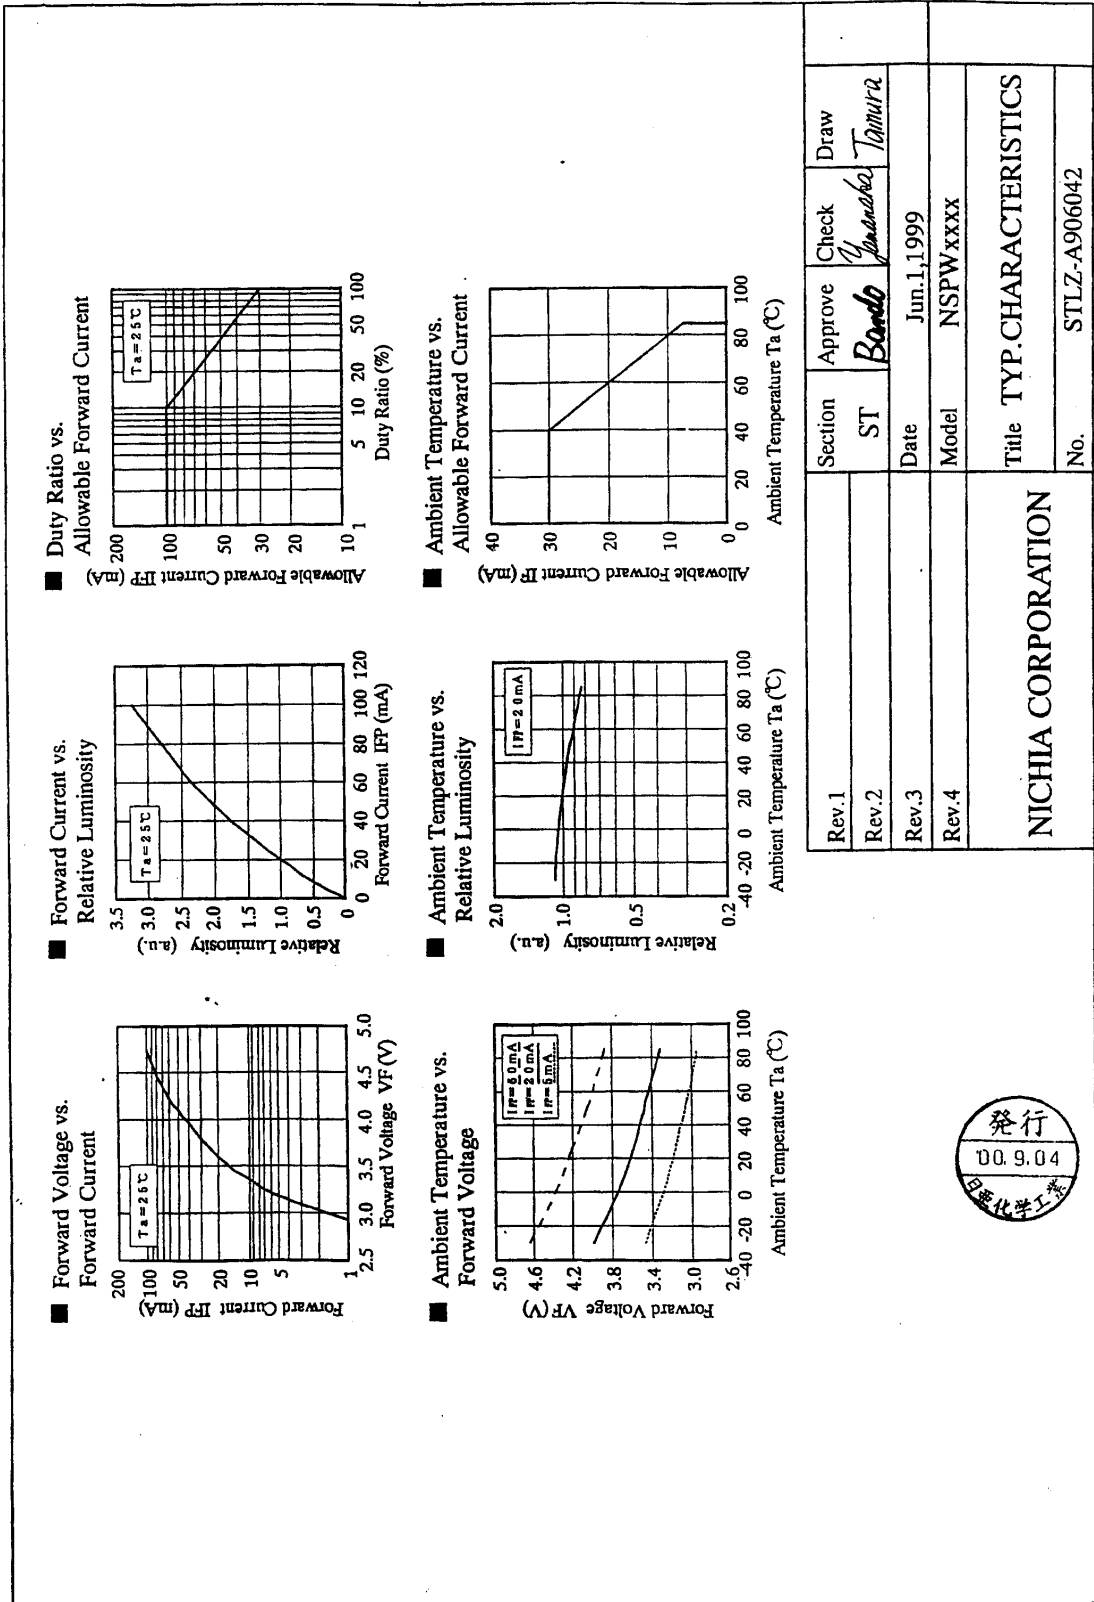 ■ Forward Voltage vs.
Forward Current
Ta=25℃
Forward Current IFP (mA)
200
100
50
20
10
5
1
2.5 3.0 3.5 4.0 4.5 5.0
Forward Voltage VF(V)
■ Forward Current vs.
Relative Luminosity
Ta=25℃
Relative Luminosity (a.u.)
3.5
3.0
2.5
2.0
1.5
1.0
0.5
0
0 20 40 60 80 100 120
Forward Current IFP (mA)
■ Duty Ratio vs.
Allowable Forward Current
Ta=25℃
Allowable Forward Current IFP (mA)
200
100
50
30
20
10
1 5 10 20 50 100
Duty Ratio (%)
■ Ambient Temperature vs.
Forward Voltage
IFP=60mA
IFP=20mA
IFP=5mA
Forward Voltage VF(V)
5.0
4.6
4.2
3.8
3.4
3.0
2.6
-40 -20 0 20 40 60 80 100
Ambient Temperature Ta (℃)
■ Ambient Temperature vs.
Relative Luminosity
IFP=20mA
Relative Luminosity (a.u.)
2.0
1.0
0.5
0.2
-40 -20 0 20 40 60 80 100
Ambient Temperature Ta (℃)
■ Ambient Temperature vs.
Allowable Forward Current
Allowable Forward Current IF (mA)
40
30
20
10
0
0 20 40 60 80 100
Ambient Temperature Ta (℃)
Rev.1
Rev.2
Rev.3
Rev.4
Section Approve Check Draw
ST Bando Yamanaka Tamura
Date Jun.1,1999
Model NSPWxxxx
NICHIA CORPORATION
Title TYP.CHARACTERISTICS
No. STLZ-A906042
発行
'00.9.04
日亜化学工業